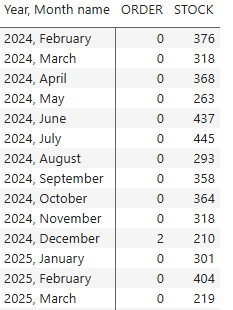 Year, Month name ORDER STOCK
2024, February 0 376
2024, March 0 318
2024, April 0 368
2024, May 0 263
2024, June 0 437
2024, July 0 445
2024, August 0 293
2024, September 0 358
2024, October 0 364
2024, November 0 318
2024, December 2 210
2025, January 0 301
2025, February 0 404
2025, March 0 219